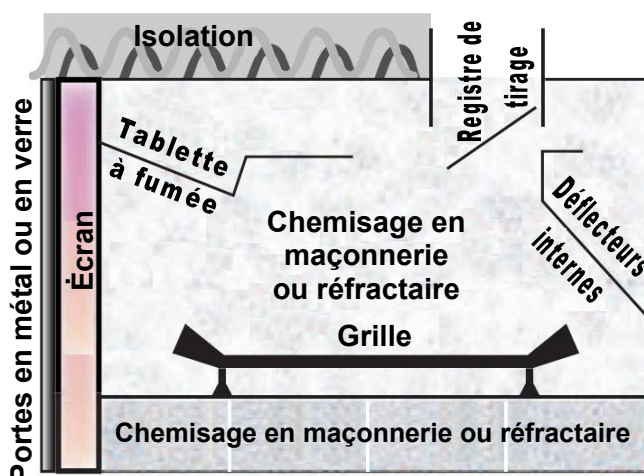 Isolation
Registre de
tirage
Portes en métal ou en verre
Écran
Tablette
à fumée
Déflecteurs
internes
Chemisage en
maçonnerie
ou réfractaire
Grille
Chemisage en maçonnerie ou réfractaire